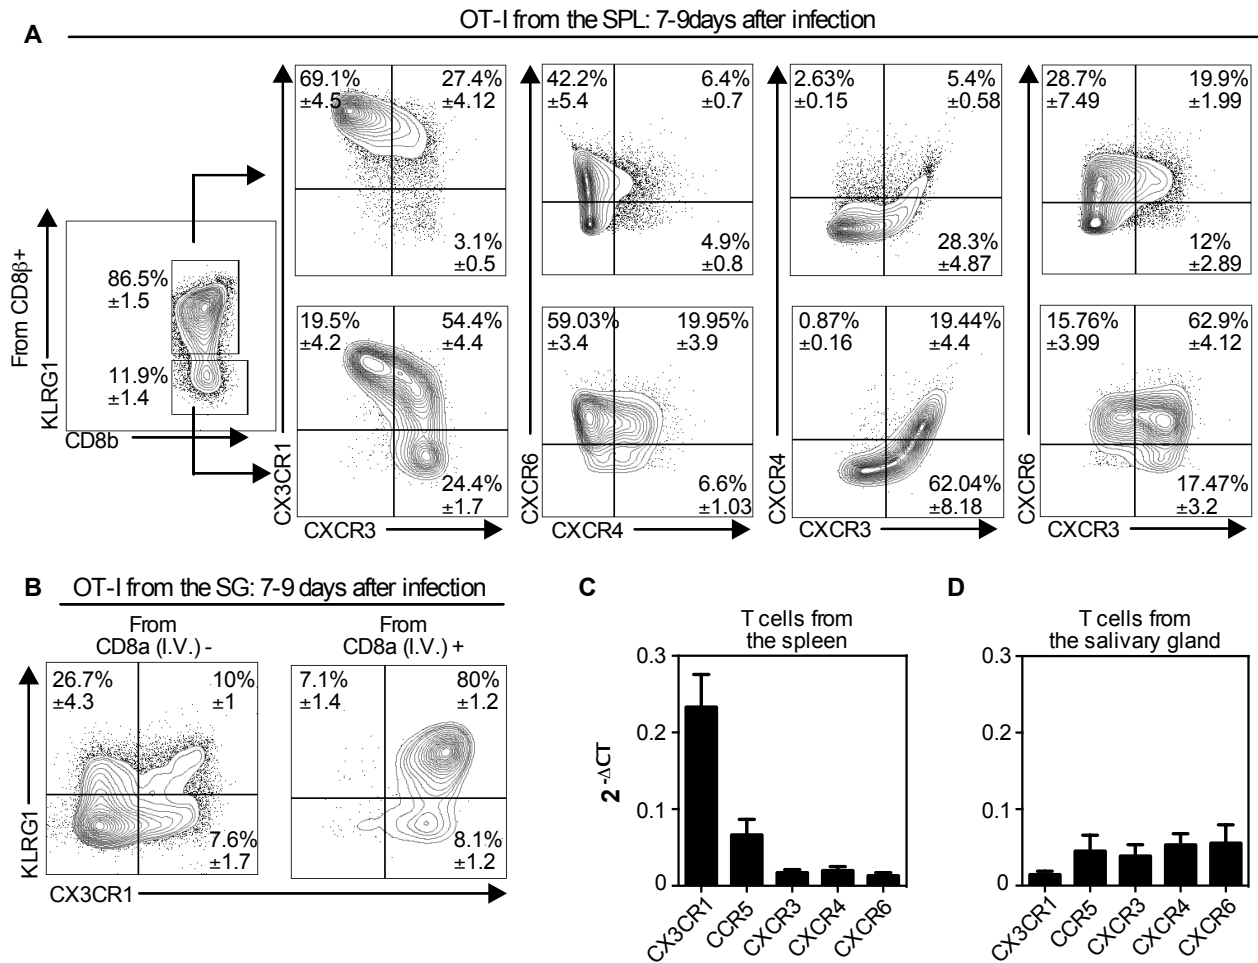 A
OT-I from the SPL: 7-9days after infection
From CD8β+
KLRG1
CD8b
86.5%
±1.5
11.9%
±1.4
CX3CR1
69.1%
±4.5
27.4%
±4.12
3.1%
±0.5
19.5%
±4.2
54.4%
±4.4
24.4%
±1.7
CXCR3
CXCR6
42.2%
±5.4
6.4%
±0.7
4.9%
±0.8
59.03%
±3.4
19.95%
±3.9
6.6%
±1.03
CXCR4
CXCR4
2.63%
±0.15
5.4%
±0.58
28.3%
±4.87
0.87%
±0.16
19.44%
±4.4
62.04%
±8.18
CXCR3
CXCR6
28.7%
±7.49
19.9%
±1.99
12%
±2.89
15.76%
±3.99
62.9%
±4.12
17.47%
±3.2
CXCR3
B
OT-I from the SG: 7-9 days after infection
From
CD8a (I.V.) -
From
CD8a (I.V.) +
KLRG1
26.7%
±4.3
10%
±1
7.6%
±1.7
7.1%
±1.4
80%
±1.2
8.1%
±1.2
CX3CR1
C
T cells from
the spleen
2^-ΔCT
0.3
0.2
0.1
0
CX3CR1
CCR5
CXCR3
CXCR4
CXCR6
D
T cells from
the salivary gland
0.3
0.2
0.1
0
CX3CR1
CCR5
CXCR3
CXCR4
CXCR6